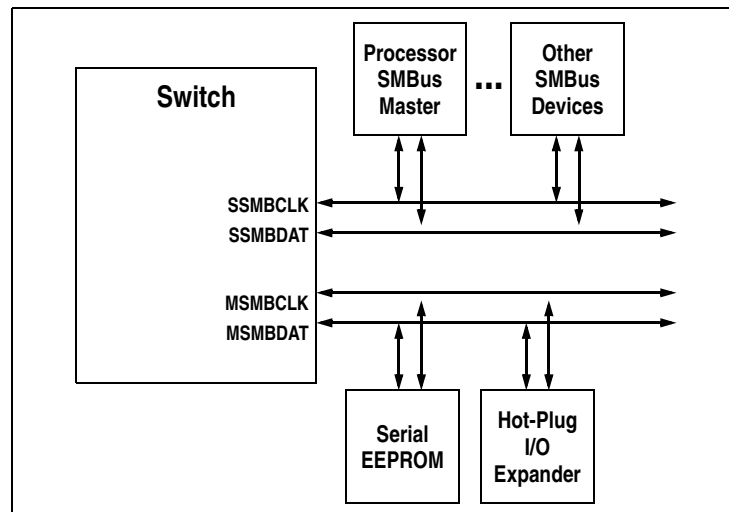 Switch
Processor
SMBus
Master
...
Other
SMBus
Devices
SSMBCLK
SSMBDAT
MSMBCLK
MSMBDAT
Serial
EEPROM
Hot-Plug
I/O
Expander